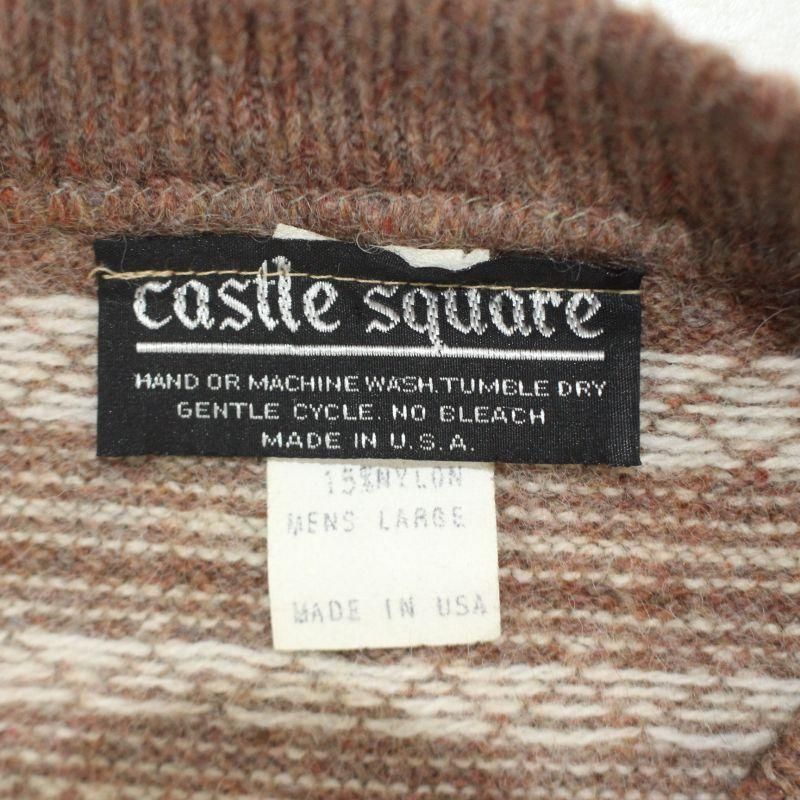 castle square
HAND OR MACHINE WASH. TUMBLE DRY
GENTLE CYCLE. NO BLEACH
MADE IN U.S.A.
15% NYLON
MENS LARGE
MADE IN USA